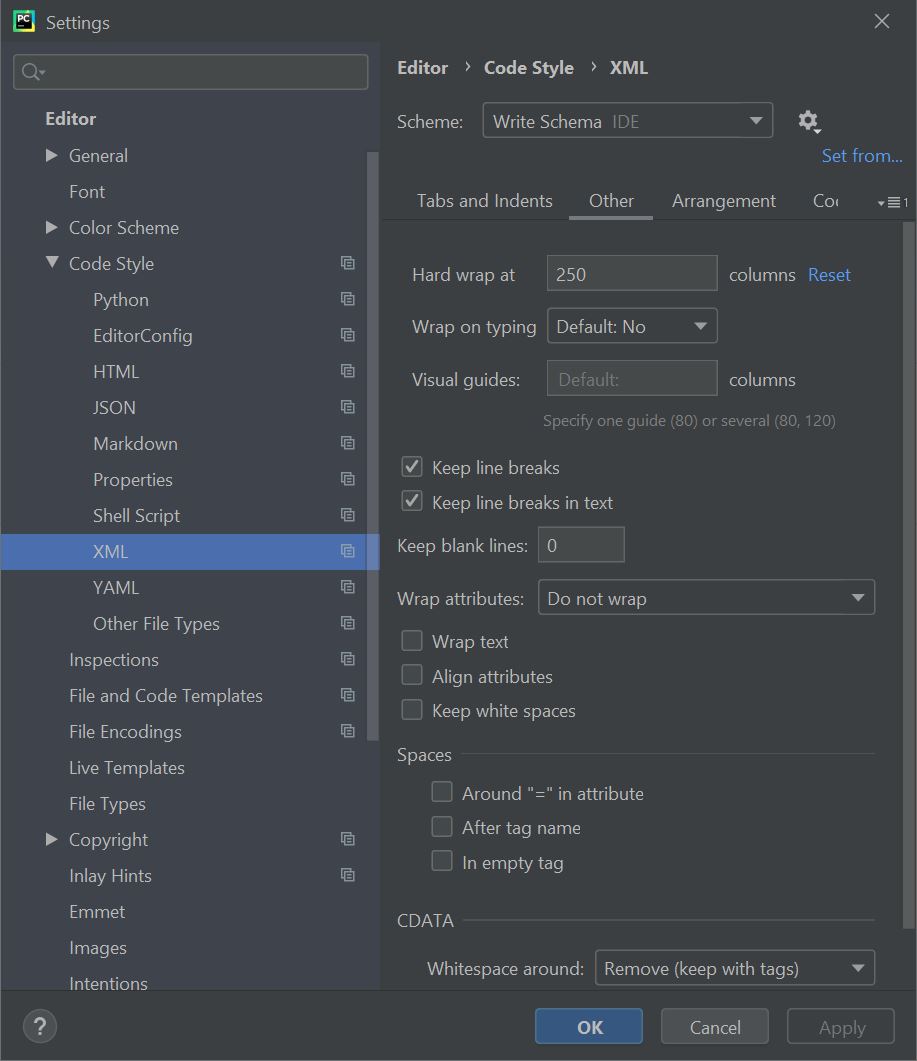 PC Settings
Editor
General
Font
Color Scheme
Code Style
Python
EditorConfig
HTML
JSON
Markdown
Properties
Shell Script
XML
YAML
Other File Types
Inspections
File and Code Templates
File Encodings
Live Templates
File Types
Copyright
Inlay Hints
Emmet
Images
Intentions
Editor › Code Style › XML
Scheme: Write Schema IDE
Set from...
Tabs and Indents Other Arrangement Co 1
Hard wrap at 250 columns Reset
Wrap on typing Default: No
Visual guides: Default: columns
Specify one guide (80) or several (80, 120)
Keep line breaks
Keep line breaks in text
Keep blank lines: 0
Wrap attributes: Do not wrap
Wrap text
Align attributes
Keep white spaces
Spaces
Around "=" in attribute
After tag name
In empty tag
CDATA
Whitespace around: Remove (keep with tags)
? OK Cancel Apply